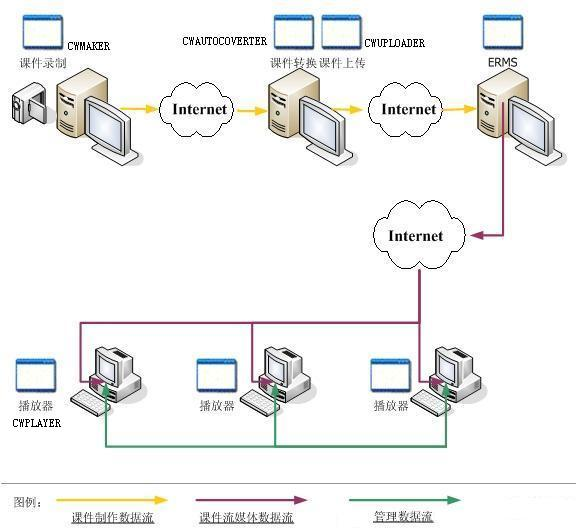 CWMAKER
课件录制
CWAUTOCOVERTER
CWUPLOADER
课件转换 课件上传
ERMS
Internet
Internet
Internet
播放器
CWPLAYER
播放器
播放器
图例：
课件制作数据流
课件流媒体数据流
管理数据流